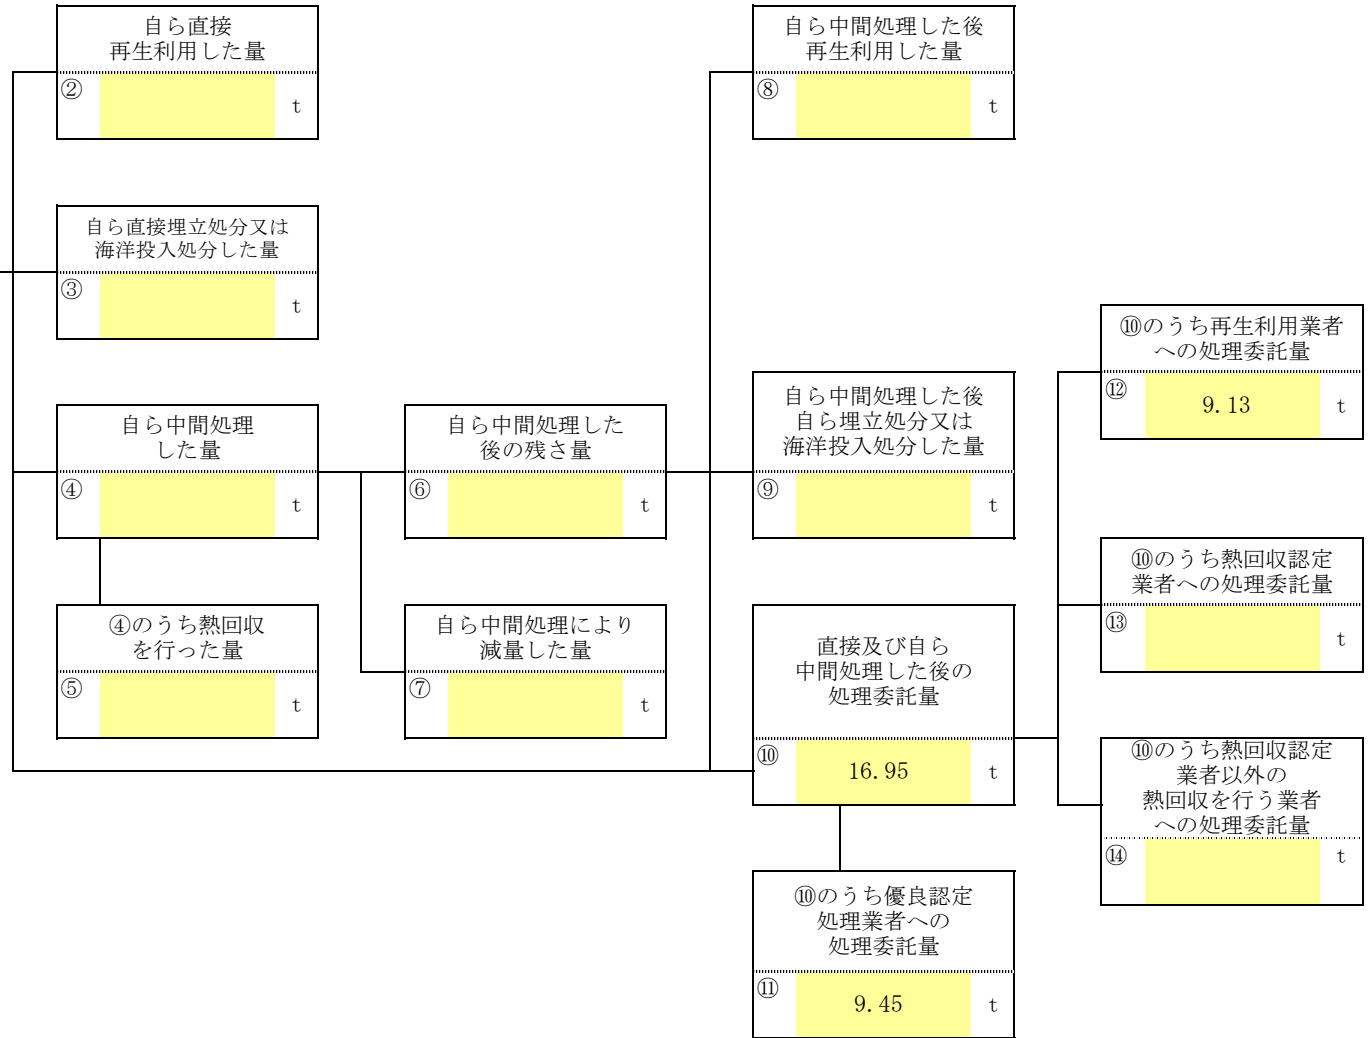 自ら直接
再生利用した量
②
t
自ら中間処理した後
再生利用した量
⑧
t
自ら直接埋立処分又は
海洋投入処分した量
③
t
⑩のうち再生利用業者
への処理委託量
⑫
9.13
t
自ら中間処理
した量
④
t
自ら中間処理した
後の残さ量
⑥
t
自ら中間処理した後
自ら埋立処分又は
海洋投入処分した量
⑨
t
⑩のうち熱回収認定
業者への処理委託量
⑬
t
④のうち熱回収
を行った量
⑤
t
自ら中間処理により
減量した量
⑦
t
直接及び自ら
中間処理した後の
処理委託量
⑩
16.95
t
⑩のうち熱回収認定
業者以外の
熱回収を行う業者
への処理委託量
⑭
t
⑩のうち優良認定
処理業者への
処理委託量
⑪
9.45
t